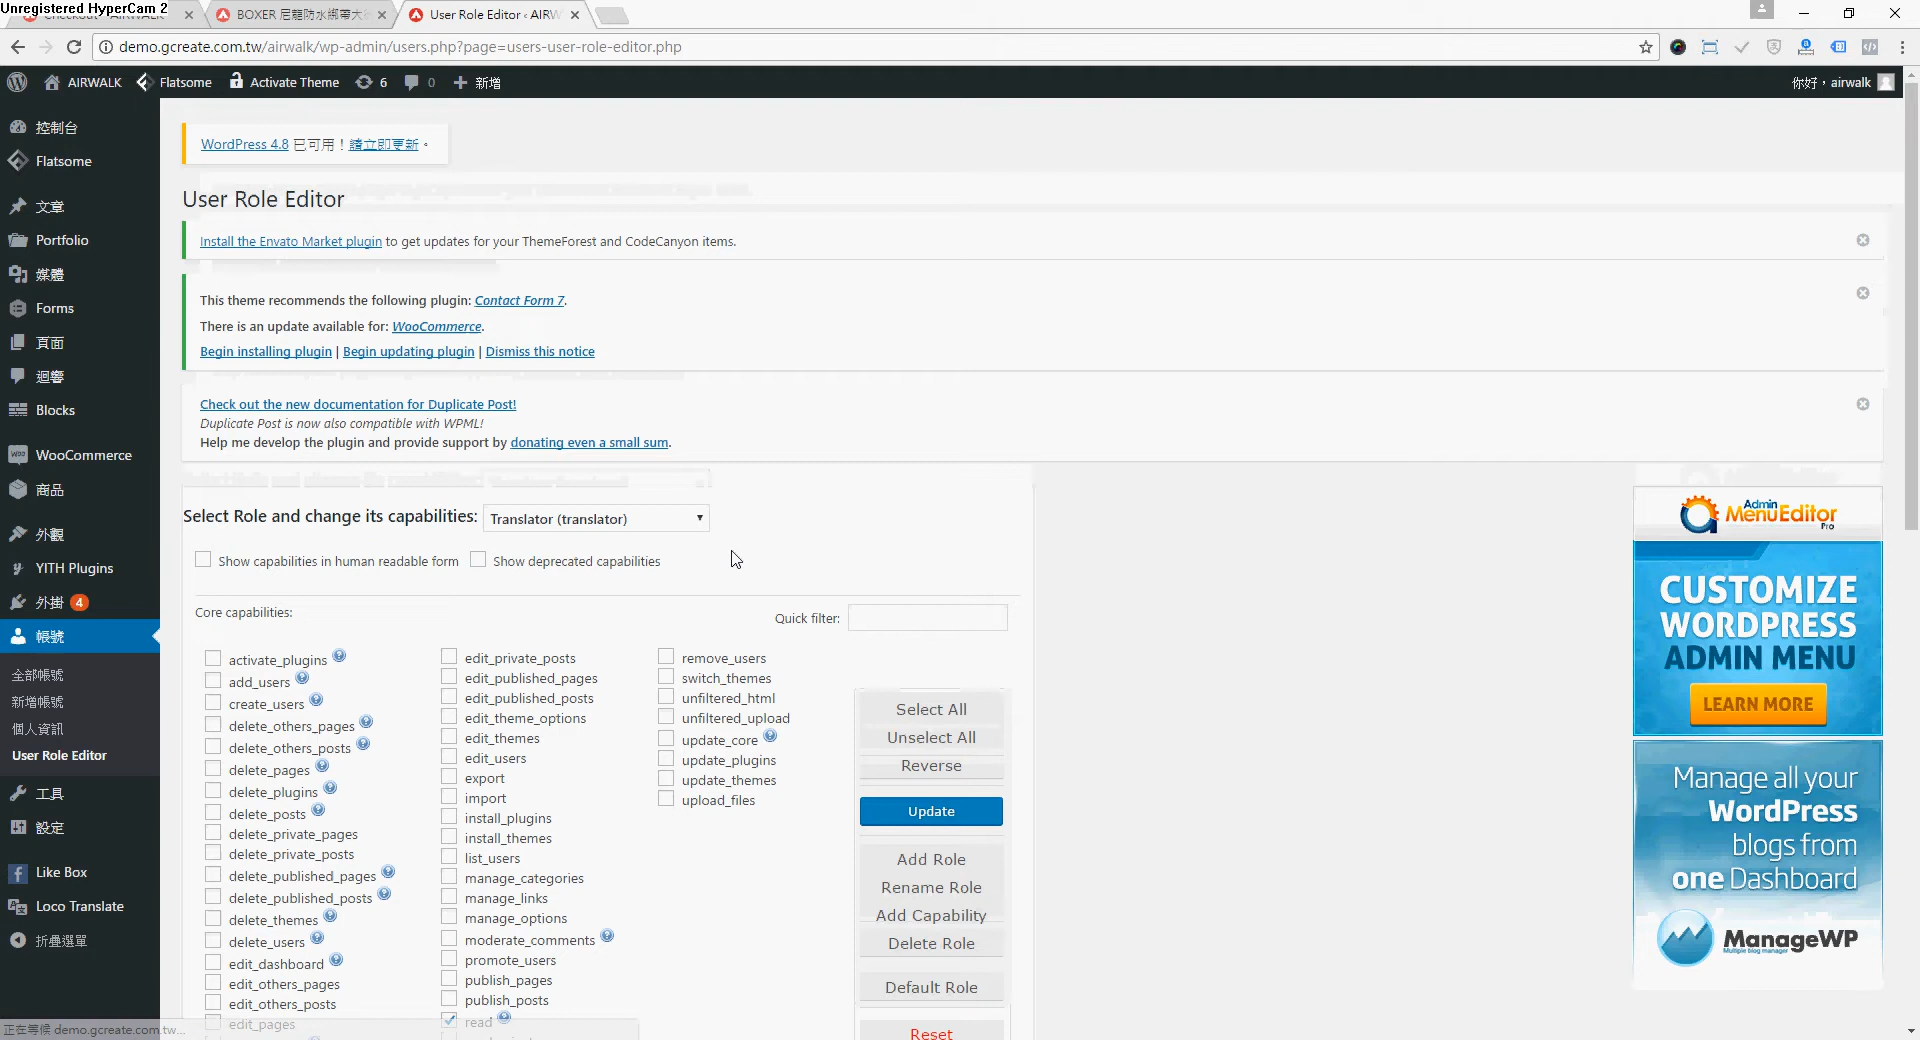 Unregistered HyperCam 2
BOXER 尼龍防水綁帶大
User Role Editor ‹ AIRW
demo.gcreate.com.tw/airwalk/wp-admin/users.php?page=users-user-role-editor.php
AIRWALK
Flatsome
Activate Theme
6
0
新增
你好，airwalk
控制台
Flatsome
文章
Portfolio
媒體
Forms
頁面
迴響
Blocks
WooCommerce
商品
外觀
YITH Plugins
外掛 4
帳號
全部帳號
新增帳號
個人資訊
User Role Editor
工具
設定
Like Box
Loco Translate
折疊選單
正在等候 demo.gcreate.com.tw...
WordPress 4.8 已可用！請立即更新。
User Role Editor
Install the Envato Market plugin to get updates for your ThemeForest and CodeCanyon items.
This theme recommends the following plugin: Contact Form 7.
There is an update available for: WooCommerce.
Begin installing plugin | Begin updating plugin | Dismiss this notice
Check out the new documentation for Duplicate Post!
Duplicate Post is now also compatible with WPML!
Help me develop the plugin and provide support by donating even a small sum.
Select Role and change its capabilities: Translator (translator)
Show capabilities in human readable form
Show deprecated capabilities
Core capabilities:
Quick filter:
activate_plugins
add_users
create_users
delete_others_pages
delete_others_posts
delete_pages
delete_plugins
delete_posts
delete_private_pages
delete_private_posts
delete_published_pages
delete_published_posts
delete_themes
delete_users
edit_dashboard
edit_others_pages
edit_others_posts
edit_pages
edit_private_posts
edit_published_pages
edit_published_posts
edit_theme_options
edit_themes
edit_users
export
import
install_plugins
install_themes
list_users
manage_categories
manage_links
manage_options
moderate_comments
promote_users
publish_pages
publish_posts
read
remove_users
switch_themes
unfiltered_html
unfiltered_upload
update_core
update_plugins
update_themes
upload_files
Select All
Unselect All
Reverse
Update
Add Role
Rename Role
Add Capability
Delete Role
Default Role
Reset
Admin
MenuEditor
Pro
CUSTOMIZE
WORDPRESS
ADMIN MENU
LEARN MORE
Manage all your
WordPress
blogs from
one Dashboard
ManageWP
Multiple blog manager